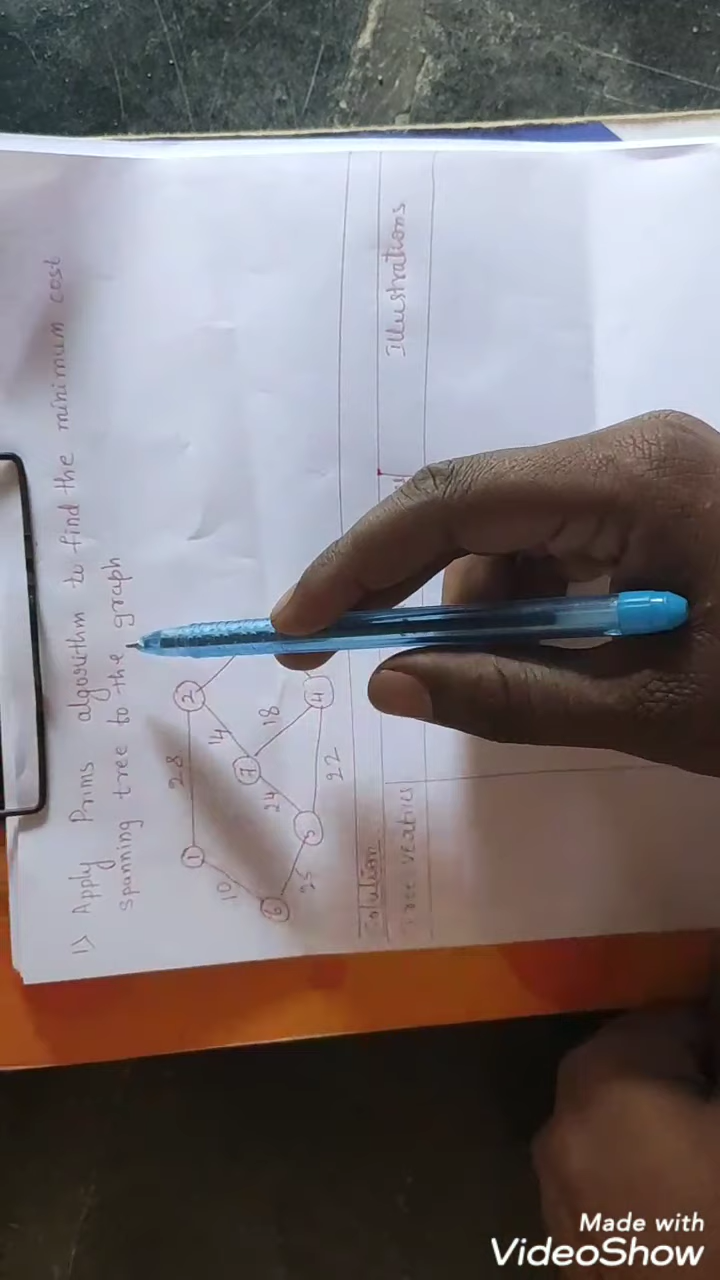 1) Apply Prims algorithm to find the minimum cost
spanning tree to the graph
28
1
2
10
14
7
18
24
6
25
5
22
4
Solution
Tree vertices
Illustrations
Made with
VideoShow